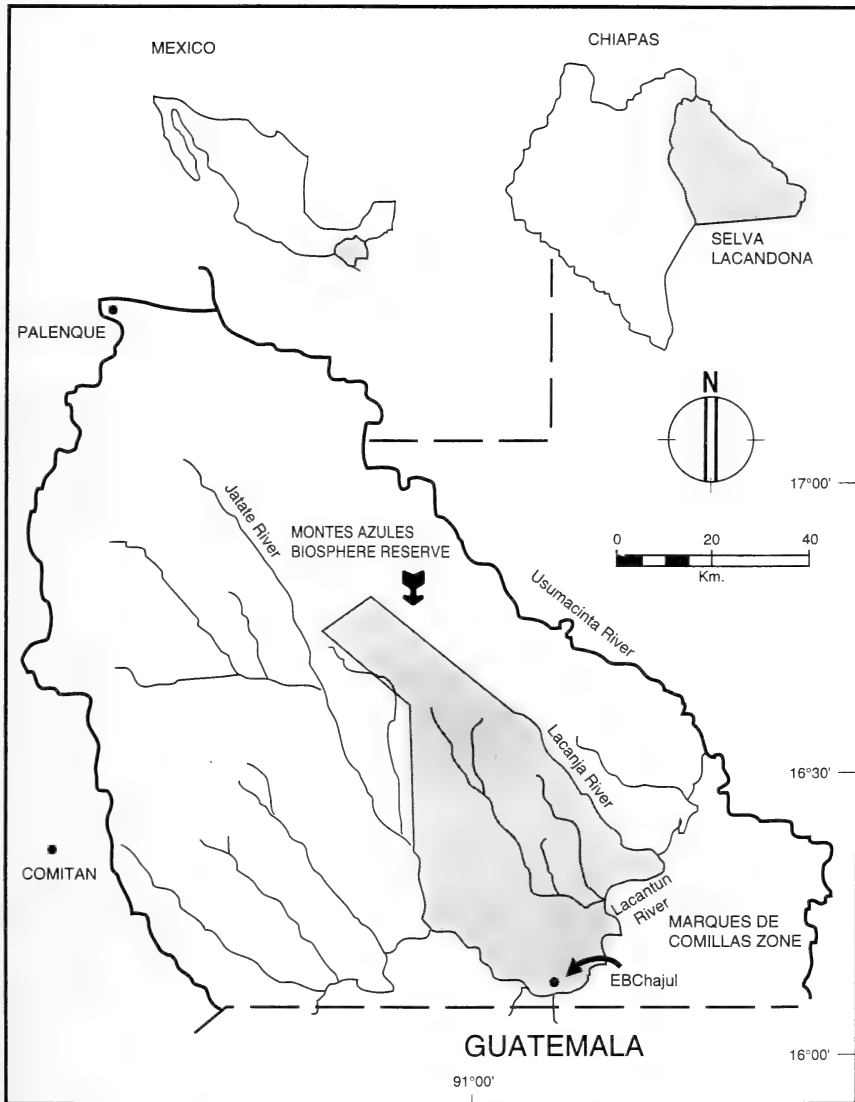 MEXICO
CHIAPAS
SELVA
LACANDONA
PALENQUE
N
17°00'
Jatate River
MONTES AZULES
BIOSPHERE RESERVE
0 20 40
Km.
Usumacinta River
Lacanja River
16°30'
COMITAN
Lacantun
River
MARQUES DE
COMILLAS ZONE
EBChajul
GUATEMALA
16°00'
91°00'